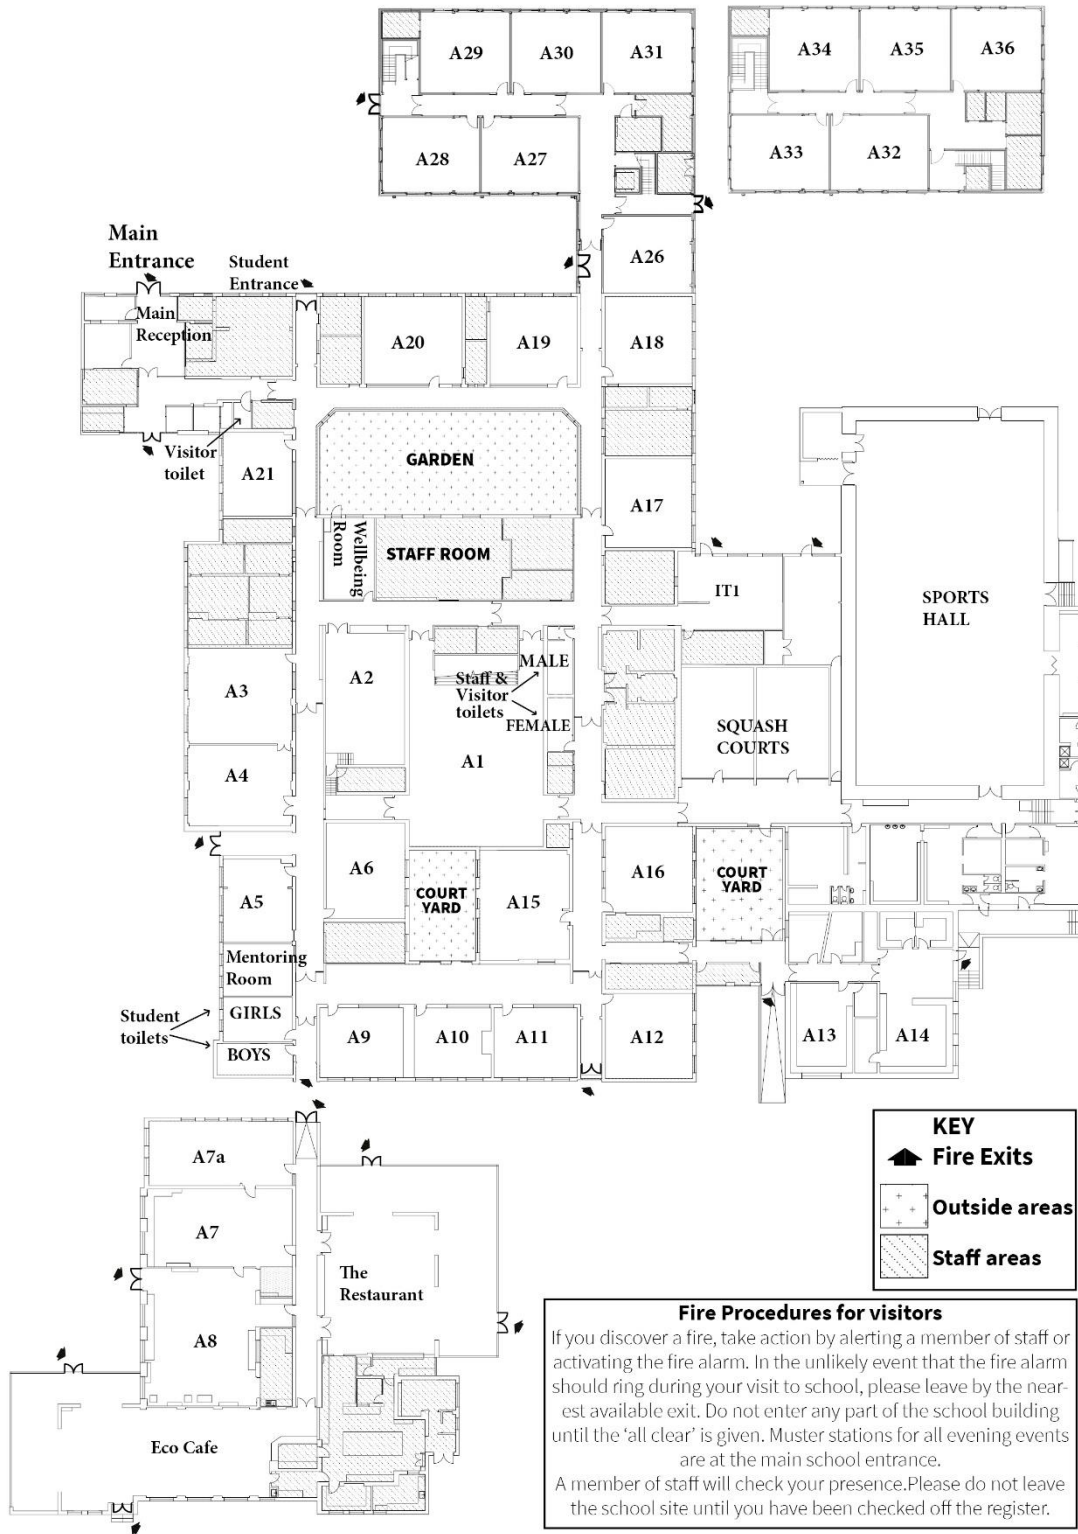 A29
A30
A31
A34
A35
A36
A28
A27
A33
A32
Main
Entrance
Student
Entrance
A26
Main
Reception
A20
A19
A18
Visitor
toilet
A21
GARDEN
A17
Wellbeing
Room
STAFF ROOM
IT1
SPORTS
HALL
A2
MALE
Staff &
Visitor
toilets
FEMALE
A3
SQUASH
COURTS
A1
A4
A6
COURT
YARD
A15
A16
COURT
YARD
A5
Mentoring
Room
Student
toilets
GIRLS
BOYS
A9
A10
A11
A12
A13
A14
A7a
A7
The
Restaurant
A8
Eco Cafe
KEY
Fire Exits
Outside areas
Staff areas
Fire Procedures for visitors
If you discover a fire, take action by alerting a member of staff or
activating the fire alarm. In the unlikely event that the fire alarm
should ring during your visit to school, please leave by the near-
est available exit. Do not enter any part of the school building
until the ‘all clear’ is given. Muster stations for all evening events
are at the main school entrance.
A member of staff will check your presence.Please do not leave
the school site until you have been checked off the register.